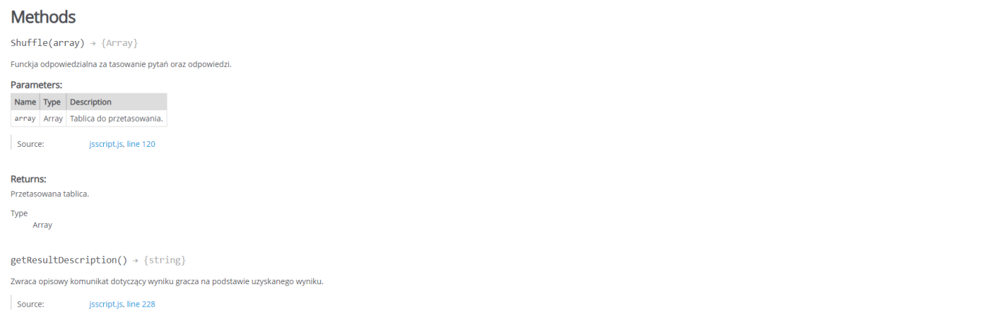 Methods
Shuffle(array) → {Array}
Funckja odpowiedzialna za tasowanie pytań oraz odpowiedzi.
Parameters:
Name Type Description
array Array Tablica do przetasowania.
Source: jsscript.js, line 120
Returns:
Przetasowana tablica.
Type
Array
getResultDescription() → {string}
Zwraca opisowy komunikat dotyczący wyniku gracza na podstawie uzyskanego wyniku.
Source: jsscript.js, line 228